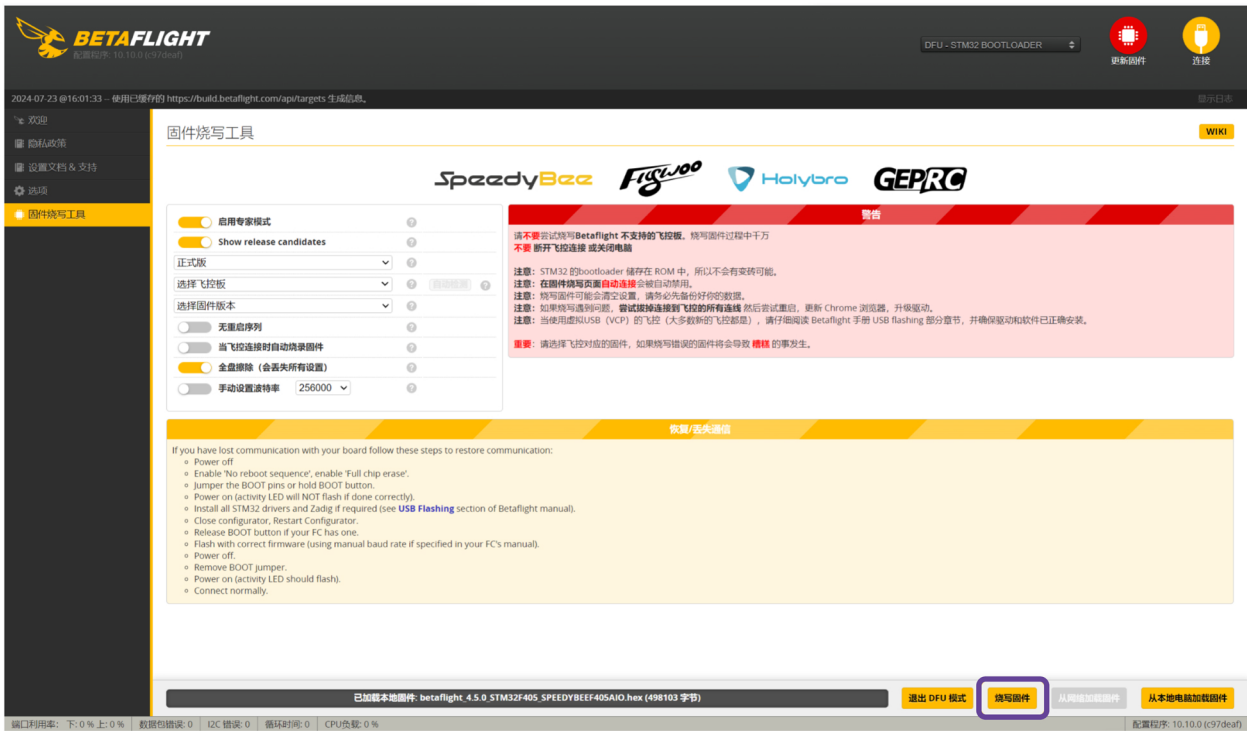 BETAFLIGHT
配置程序: 10.10.0 (c97deaf)
DFU - STM32 BOOTLOADER
更新固件
连接
2024-07-23 @16:01:33 -- 使用已缓存的 https://build.betaflight.com/api/targets 生成信息。
显示日志
欢迎
隐私政策
设置文档 & 支持
选项
固件烧写工具
固件烧写工具
WIKI
SpeedyBee
FLYWOO
Holybro
GEPRC
启用专家模式
Show release candidates
正式版
选择飞控板
自动检测
选择固件版本
无重启序列
当飞控连接时自动烧录固件
全盘擦除（会丢失所有设置）
手动设置波特率 256000
警告
请不要尝试烧写Betaflight 不支持的飞控板。烧写固件过程中千万
不要 断开飞控连接 或关闭电脑
注意： STM32 的bootloader 储存在 ROM 中，所以不会有变砖可能。
注意： 在固件烧写页面自动连接会被自动禁用。
注意： 烧写固件可能会清空设置，请务必先备份好你的数据。
注意： 如果烧写遇到问题，尝试拔掉连接到飞控的所有连线 然后尝试重启，更新 Chrome 浏览器，升级驱动。
注意： 当使用虚拟USB（VCP）的飞控（大多数新的飞控都是），请仔细阅读 Betaflight 手册 USB flashing 部分章节，并确保驱动和软件已正确安装。
重要： 请选择飞控对应的固件，如果烧写错误的固件将会导致 糟糕 的事发生。
恢复/丢失通信
If you have lost communication with your board follow these steps to restore communication:
Power off
Enable 'No reboot sequence', enable 'Full chip erase'.
Jumper the BOOT pins or hold BOOT button.
Power on (activity LED will NOT flash if done correctly).
Install all STM32 drivers and Zadig if required (see USB Flashing section of Betaflight manual).
Close configurator, Restart Configurator.
Release BOOT button if your FC has one.
Flash with correct firmware (using manual baud rate if specified in your FC's manual).
Power off.
Remove BOOT jumper.
Power on (activity LED should flash).
Connect normally.
已加载本地固件: betaflight_4.5.0_STM32F405_SPEEDYBEEF405AIO.hex (498103 字节)
退出 DFU 模式
烧写固件
从网络加载固件
从本地电脑加载固件
端口利用率： 下: 0 % 上: 0 % 数据包错误: 0 I2C 错误: 0 循环时间: 0 CPU负载: 0 %
配置程序: 10.10.0 (c97deaf)